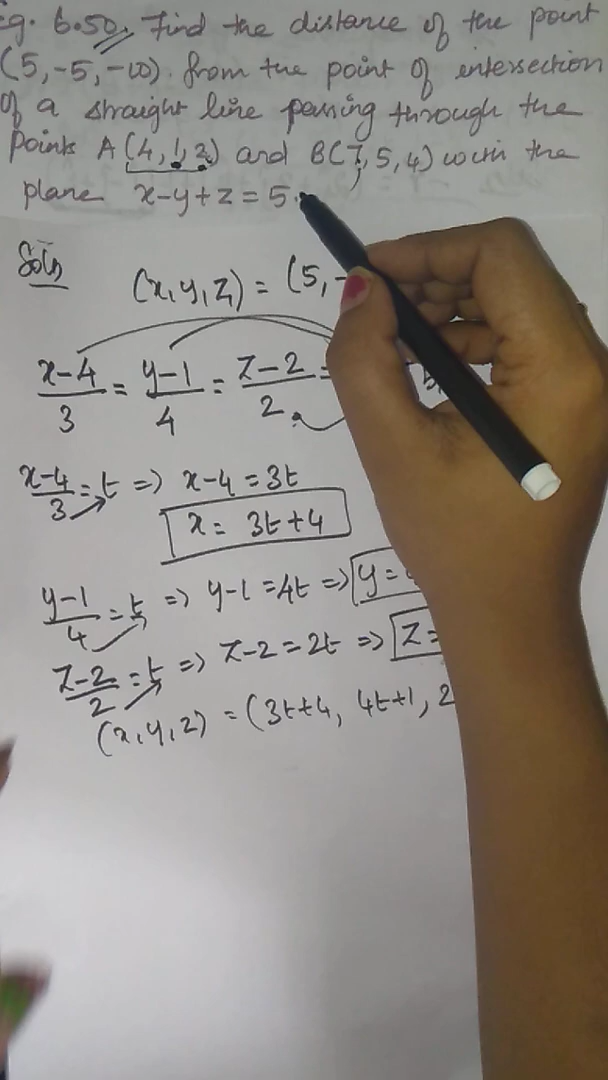 Eg. 6.50, Find the distance of the point
(5,-5,-10) from the point of intersection
of a straight line passing through the
points A(4,1,2) and B(7,5,4) with the
plane x-y+z=5.
Soln
(x,y,z) = (5,-
x-4/3 = y-1/4 = z-2/2 =
x-4/3 = t => x-4 = 3t
x = 3t+4
y-1/4 = t => y-1 = 4t => y =
z-2/2 = t => z-2 = 2t => z =
(x,y,z) = (3t+4, 4t+1, 2